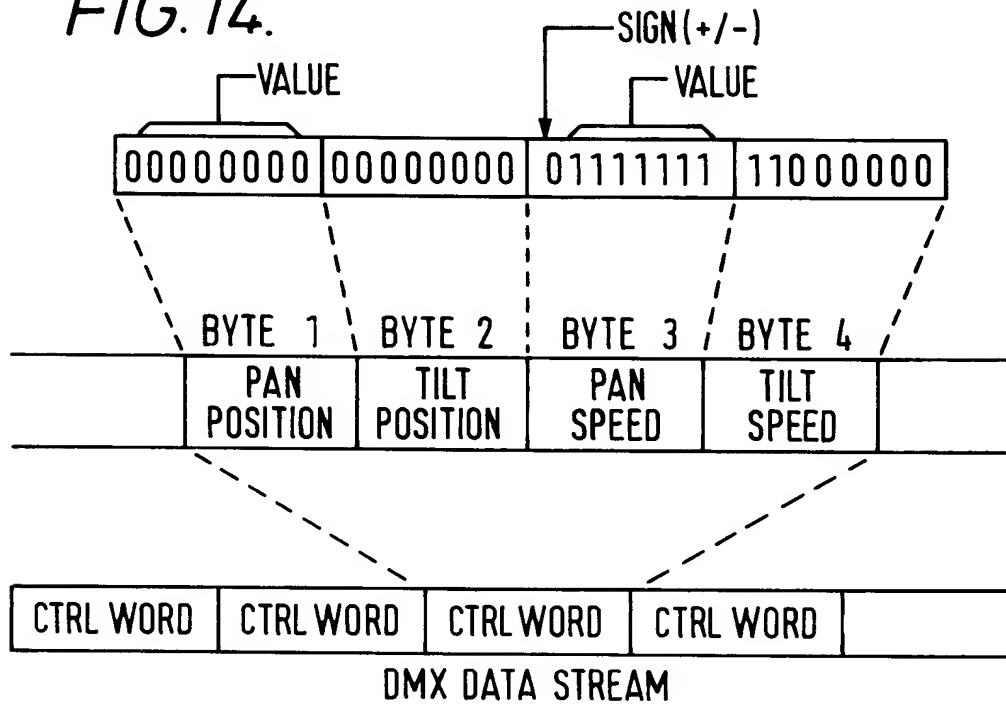 FIG. 14.
SIGN(+/-)
VALUE
VALUE
00000000 00000000 01111111 11000000
BYTE 1 BYTE 2 BYTE 3 BYTE 4
PAN POSITION TILT POSITION PAN SPEED TILT SPEED
CTRL WORD CTRL WORD CTRL WORD CTRL WORD
DMX DATA STREAM